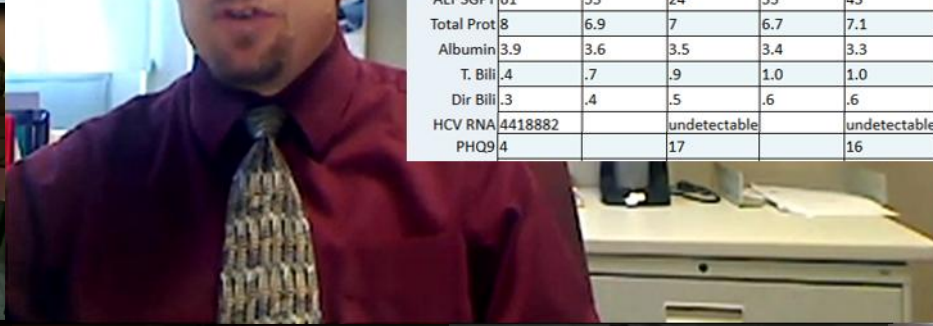 Total Prot 8 6.9 7 6.7 7.1
Albumin 3.9 3.6 3.5 3.4 3.3
T. Bili .4 .7 .9 1.0 1.0
Dir Bili .3 .4 .5 .6 .6
HCV RNA 4418882 undetectable undetectable
PHQ9 4 17 16